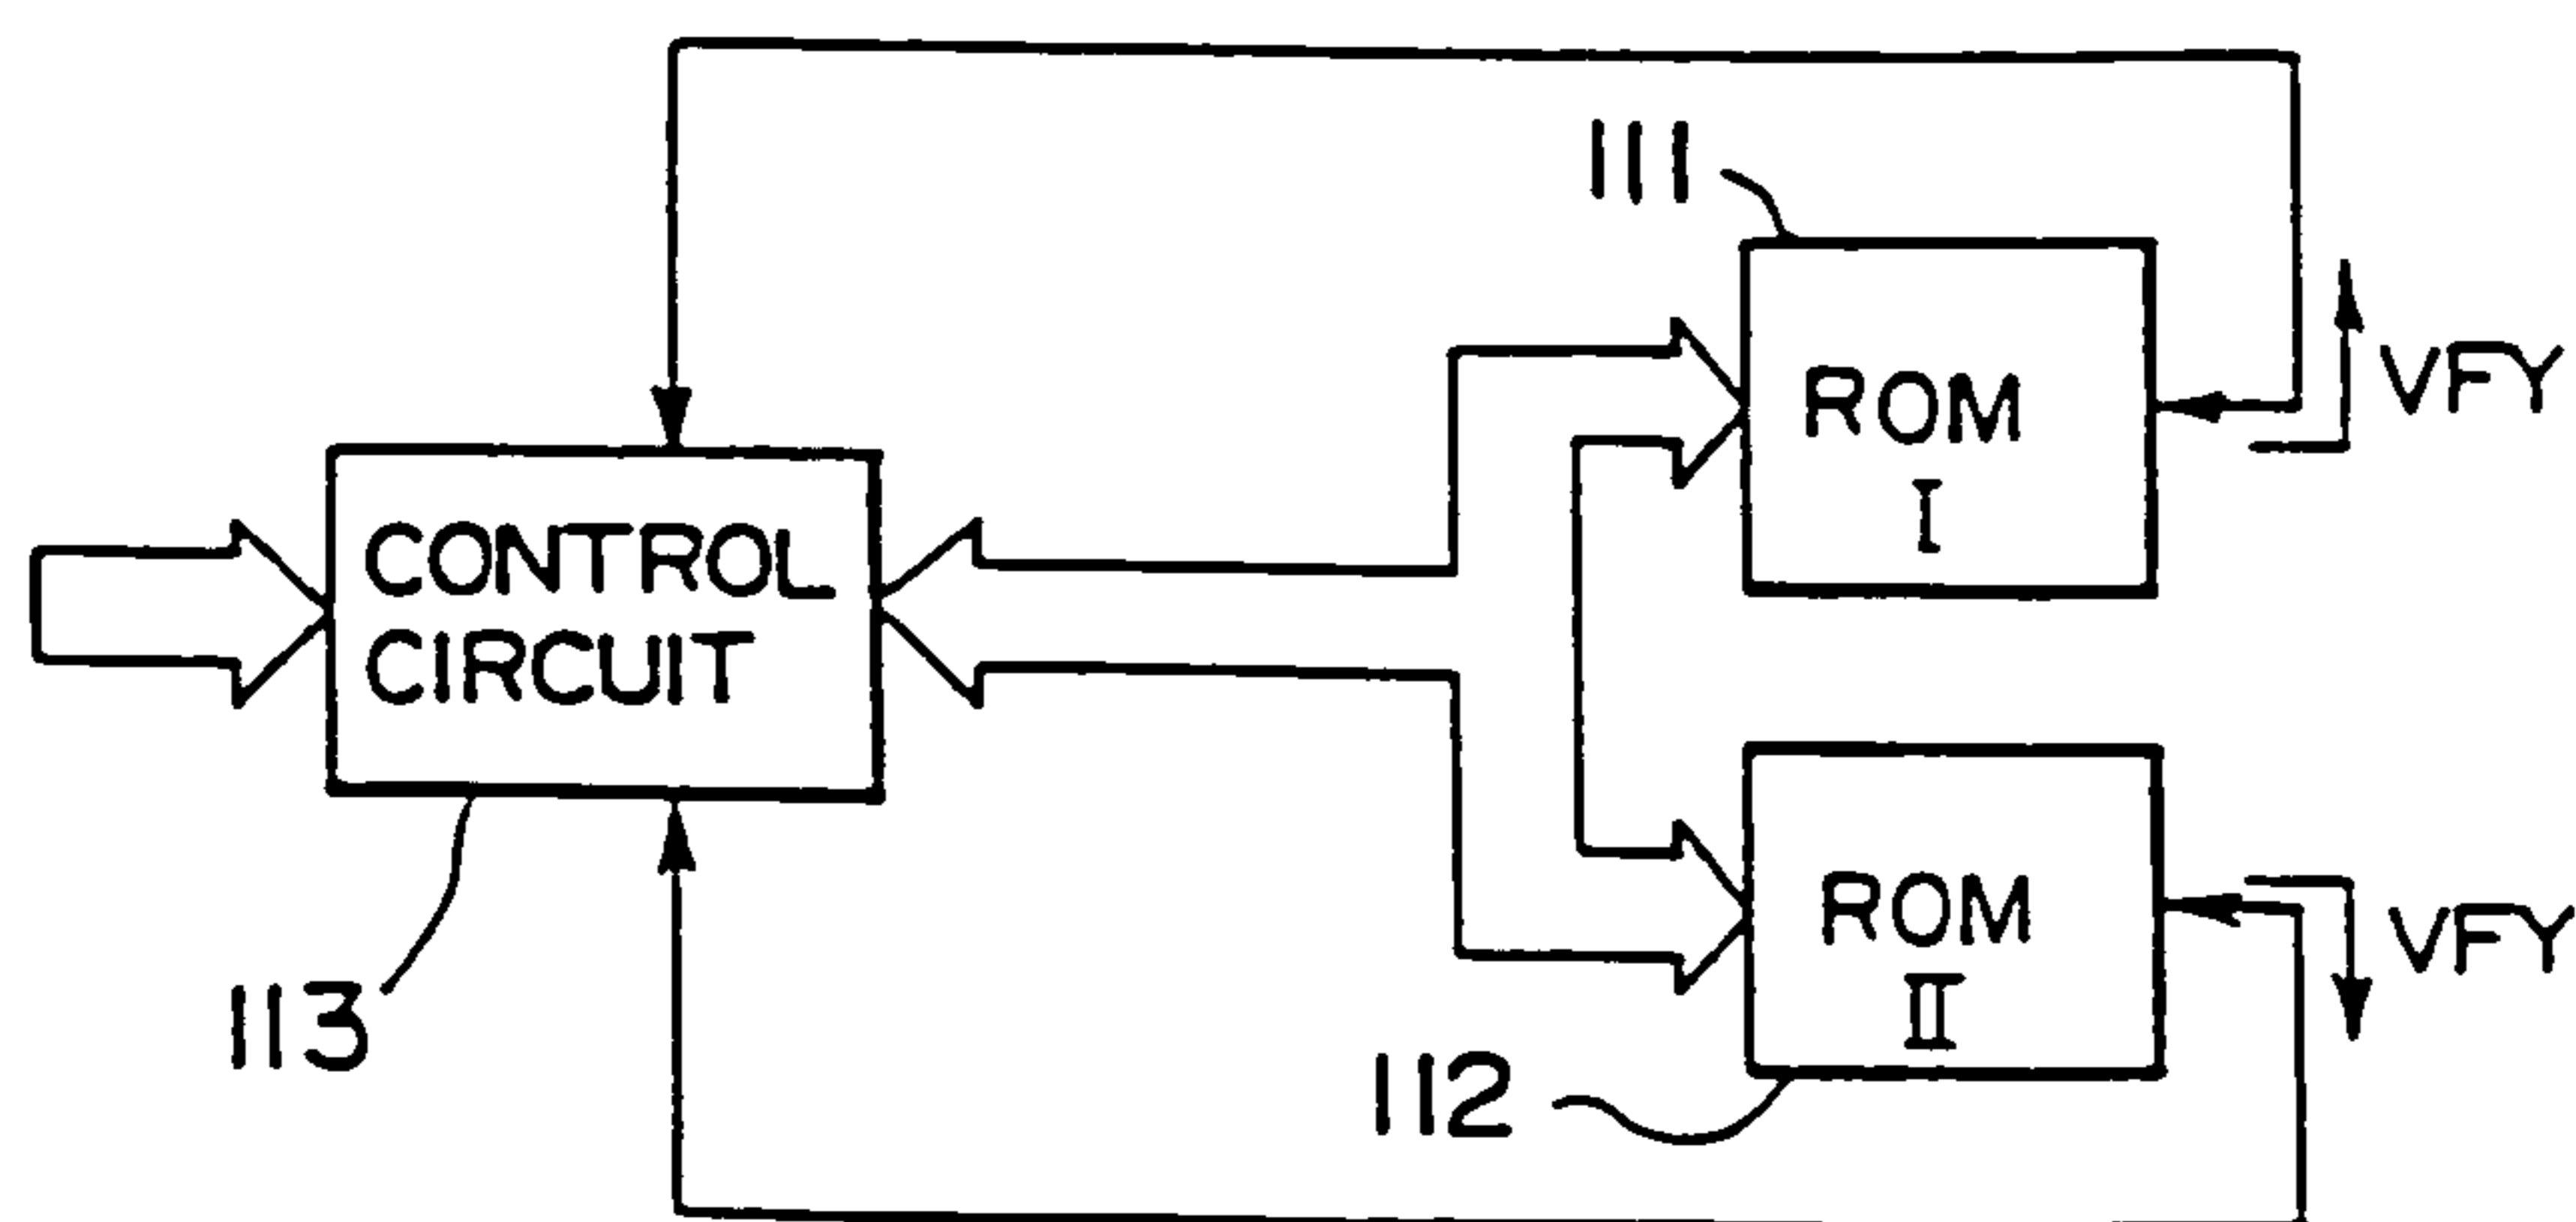 111
ROM
I
VFY
CONTROL
CIRCUIT
113
ROM
II
VFY
112